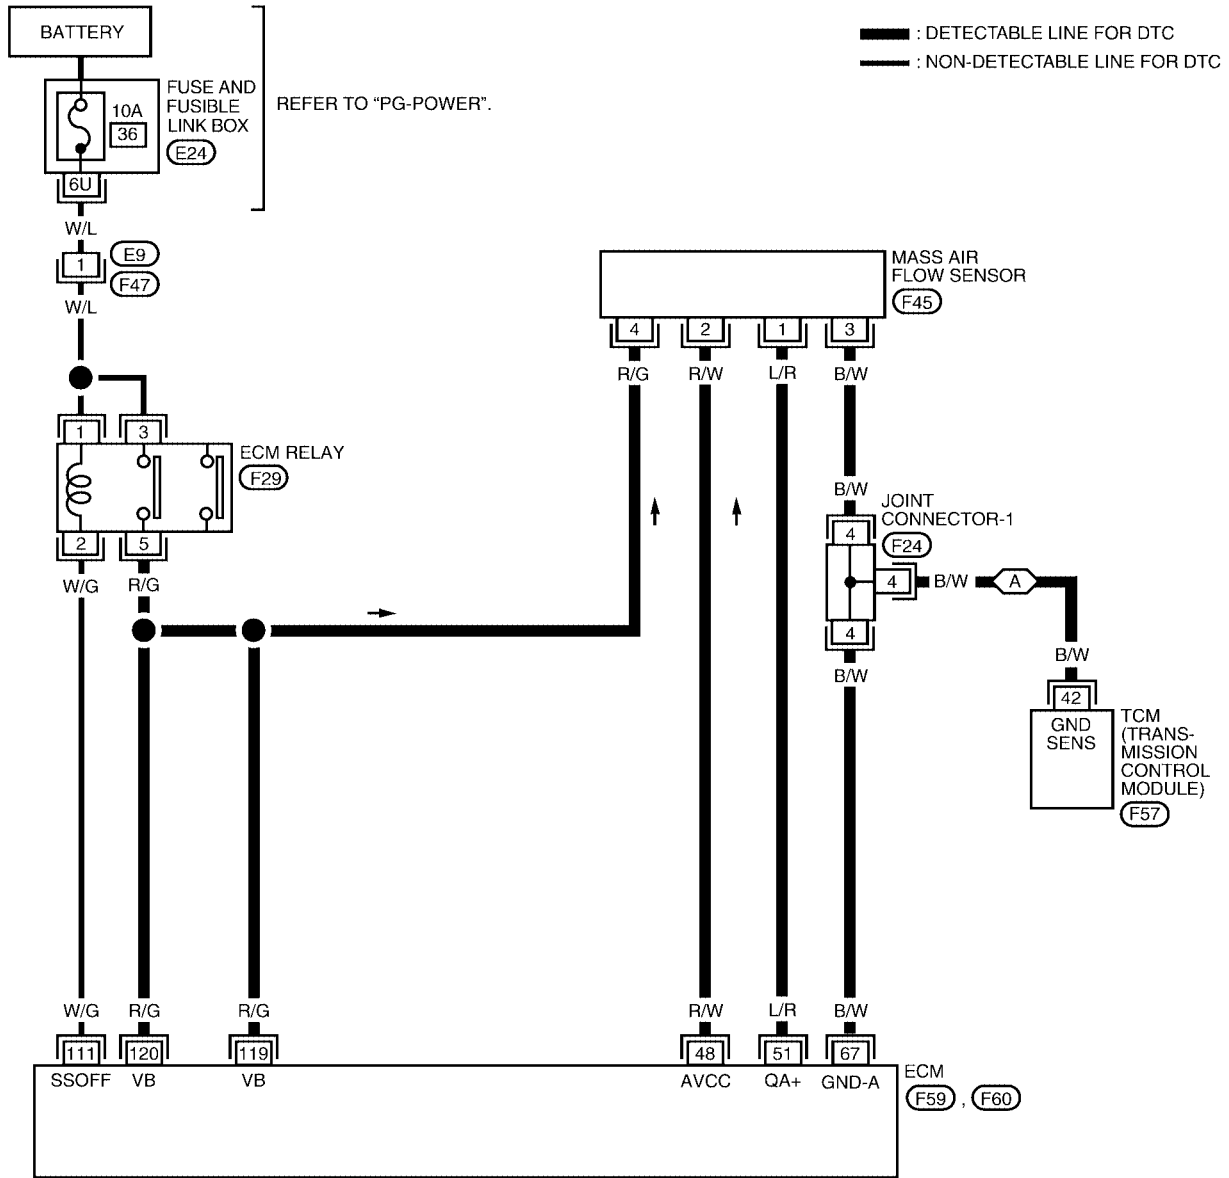 BATTERY
: DETECTABLE LINE FOR DTC
: NON-DETECTABLE LINE FOR DTC
FUSE AND
FUSIBLE
LINK BOX
E24
10A
36
REFER TO “PG-POWER”.
6U
W/L
1
E9
F47
W/L
MASS AIR
FLOW SENSOR
F45
4
2
1
3
R/G
R/W
L/R
B/W
1
3
ECM RELAY
F29
2
5
W/G
R/G
B/W
JOINT
CONNECTOR-1
F24
4
4
B/W
A
4
B/W
B/W
42
GND
SENS
TCM
(TRANS-
MISSION
CONTROL
MODULE)
F57
W/G
R/G
R/G
R/W
L/R
B/W
111
120
119
48
51
67
SSOFF
VB
VB
AVCC
QA+
GND-A
ECM
F59 , F60